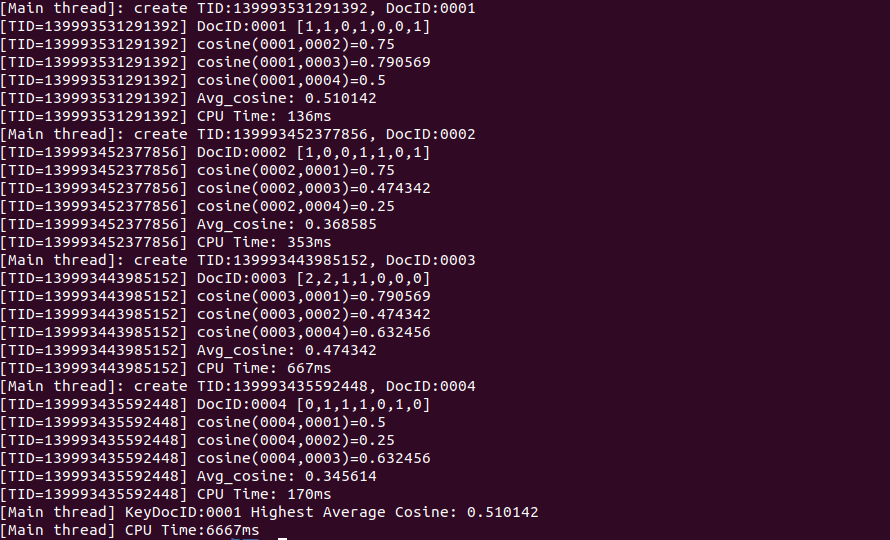 [Main thread]: create TID:139993531291392, DocID:0001
[TID=139993531291392] DocID:0001 [1,1,0,1,0,0,1]
[TID=139993531291392] cosine(0001,0002)=0.75
[TID=139993531291392] cosine(0001,0003)=0.790569
[TID=139993531291392] cosine(0001,0004)=0.5
[TID=139993531291392] Avg_cosine: 0.510142
[TID=139993531291392] CPU Time: 136ms
[Main thread]: create TID:139993452377856, DocID:0002
[TID=139993452377856] DocID:0002 [1,0,0,1,1,0,1]
[TID=139993452377856] cosine(0002,0001)=0.75
[TID=139993452377856] cosine(0002,0003)=0.474342
[TID=139993452377856] cosine(0002,0004)=0.25
[TID=139993452377856] Avg_cosine: 0.368585
[TID=139993452377856] CPU Time: 353ms
[Main thread]: create TID:139993443985152, DocID:0003
[TID=139993443985152] DocID:0003 [2,2,1,1,0,0,0]
[TID=139993443985152] cosine(0003,0001)=0.790569
[TID=139993443985152] cosine(0003,0002)=0.474342
[TID=139993443985152] cosine(0003,0004)=0.632456
[TID=139993443985152] Avg_cosine: 0.474342
[TID=139993443985152] CPU Time: 667ms
[Main thread]: create TID:139993435592448, DocID:0004
[TID=139993435592448] DocID:0004 [0,1,1,1,0,1,0]
[TID=139993435592448] cosine(0004,0001)=0.5
[TID=139993435592448] cosine(0004,0002)=0.25
[TID=139993435592448] cosine(0004,0003)=0.632456
[TID=139993435592448] Avg_cosine: 0.345614
[TID=139993435592448] CPU Time: 170ms
[Main thread] KeyDocID:0001 Highest Average Cosine: 0.510142
[Main thread] CPU Time:6667ms